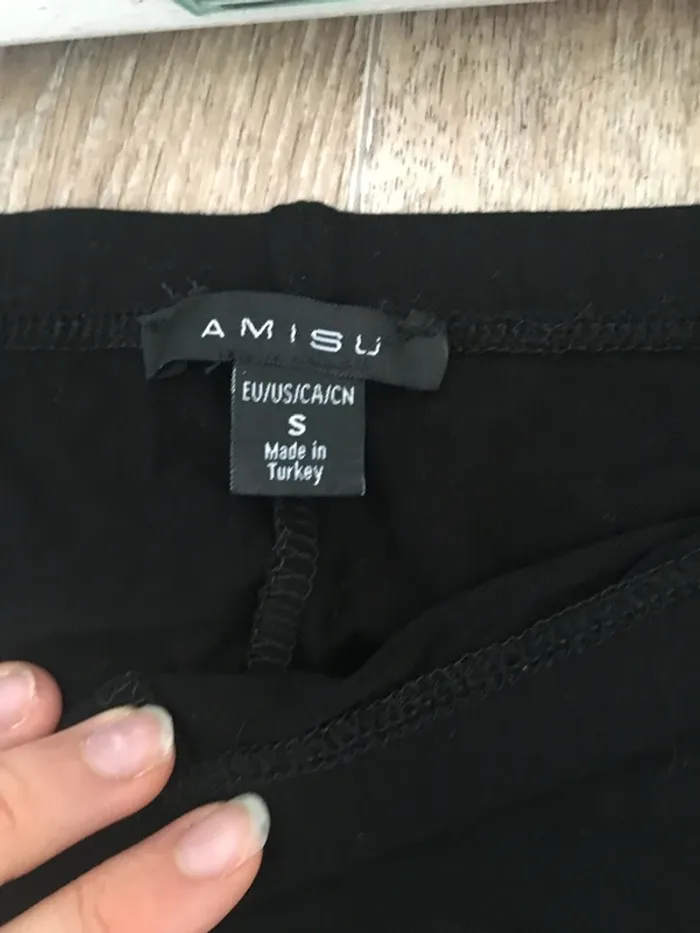 AMISU
EU/US/CA/CN
S
Made in
Turkey